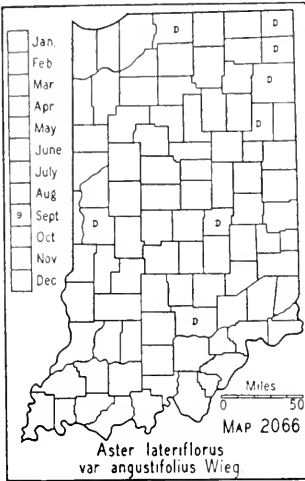 Jan.
Feb
Mar
Apr
May
June
July
Aug
9 Sept
Oct
Nov
Dec
D
D
D
D
D
D
D
D
Miles
0 50
MAP 2066
Aster lateriflorus
var angustifolius Wieg.